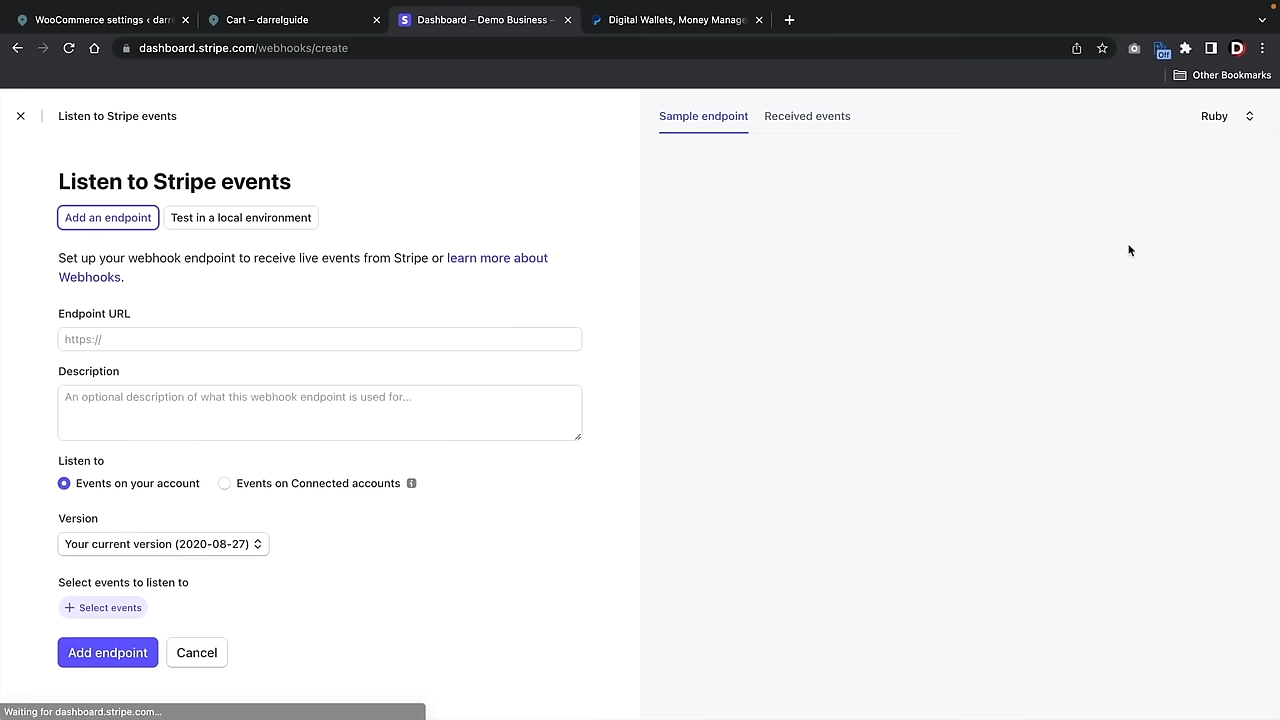 WooCommerce settings ‹ darre
Cart – darrelguide
Dashboard – Demo Business –
Digital Wallets, Money Manage
dashboard.stripe.com/webhooks/create
Off
D
Other Bookmarks
Listen to Stripe events
Sample endpoint
Received events
Ruby
Listen to Stripe events
Add an endpoint
Test in a local environment
Set up your webhook endpoint to receive live events from Stripe or learn more about
Webhooks.
Endpoint URL
https://
Description
An optional description of what this webhook endpoint is used for...
Listen to
Events on your account
Events on Connected accounts
Version
Your current version (2020-08-27)
Select events to listen to
+ Select events
Add endpoint
Cancel
Waiting for dashboard.stripe.com...